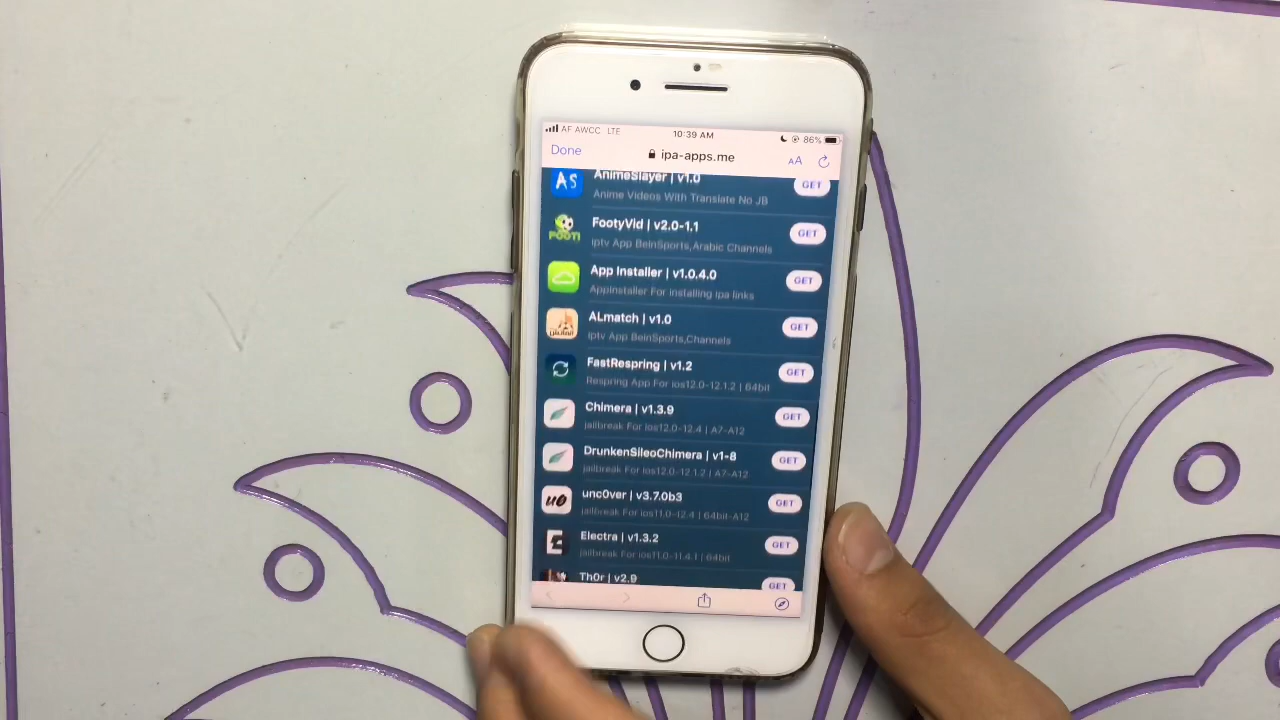 AF AWCC LTE 10:39 AM 86%
Done ipa-apps.me AA
AS AnimeSlayer | v1.0 GET
Anime Videos With Translate No JB
FootyVid | v2.0-1.1 GET
FOOTI
iptv App BeinSports,Arabic Channels
App Installer | v1.0.4.0 GET
AppInstaller For installing ipa links
ALmatch | v1.0 GET
iptv App BeinSports,Channels
FastRespring | v1.2 GET
Respring App For ios12.0-12.1.2 | 64bit
Chimera | v1.3.9 GET
jailbreak For ios12.0-12.4 | A7-A12
DrunkenSileoChimera | v1-8 GET
jailbreak For ios12.0-12.1.2 | A7-A12
u0 unc0ver | v3.7.0b3 GET
jailbreak For ios11.0-12.4 | 64bit-A12
Electra | v1.3.2 GET
jailbreak For ios11.0-11.4.1 | 64bit
Th0r | v2.9 GET